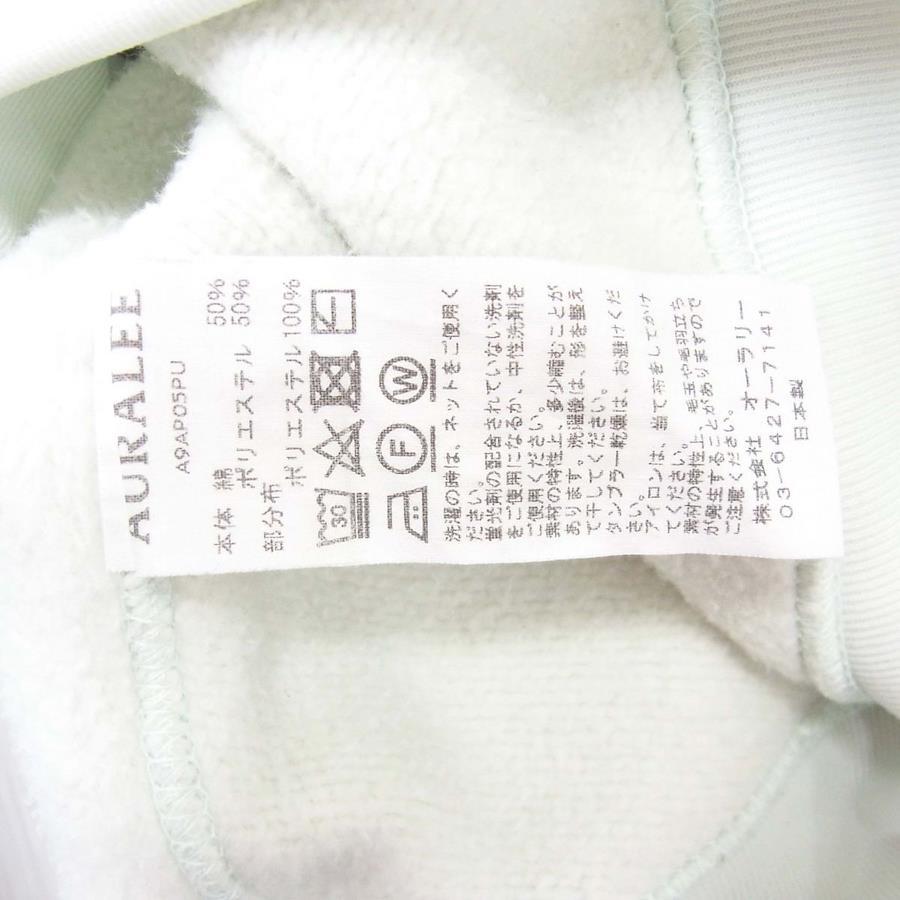 AURALEE
A9AP05PU
本体 綿 50%
ポリエステル 50%
部分布 ポリエステル 100%
30
F W
洗濯の時は、ネットをご使用く
ださい。
蛍光剤の配合されていない洗剤
をご使用になるか、中性洗剤を
ご使用ください。
素材の特性上、多少縮むことが
あります。洗濯後は、形を整え
て干してください。
タンブラー乾燥は、お避けくだ
さい。
アイロンは、当て布をしてかけ
てください。
素材の特性上、毛玉や毛羽立ち
が発生することがありますので
ご注意ください。
株式会社 オーラリー
03-6427-7141
日本製